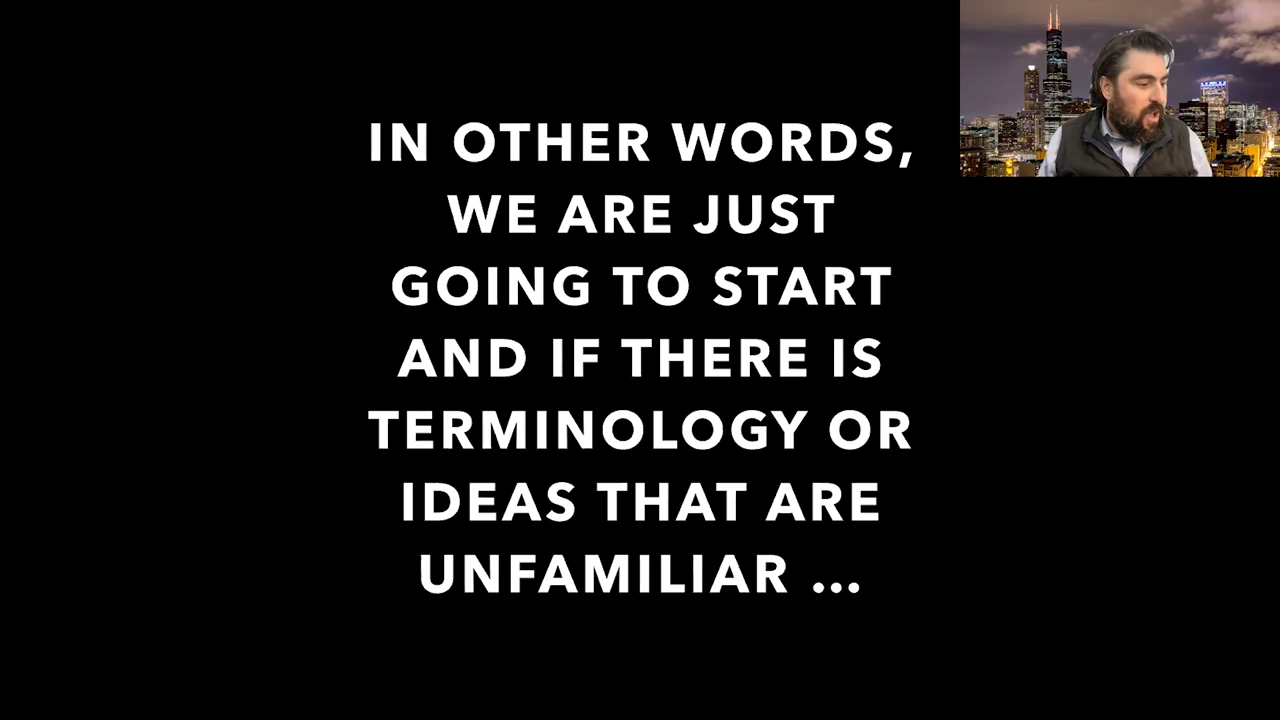 IN OTHER WORDS,
WE ARE JUST
GOING TO START
AND IF THERE IS
TERMINOLOGY OR
IDEAS THAT ARE
UNFAMILIAR ...